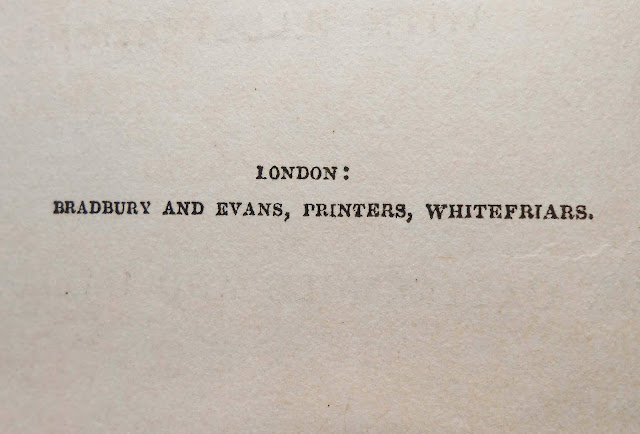 LONDON:
BRADBURY AND EVANS, PRINTERS, WHITEFRIARS.